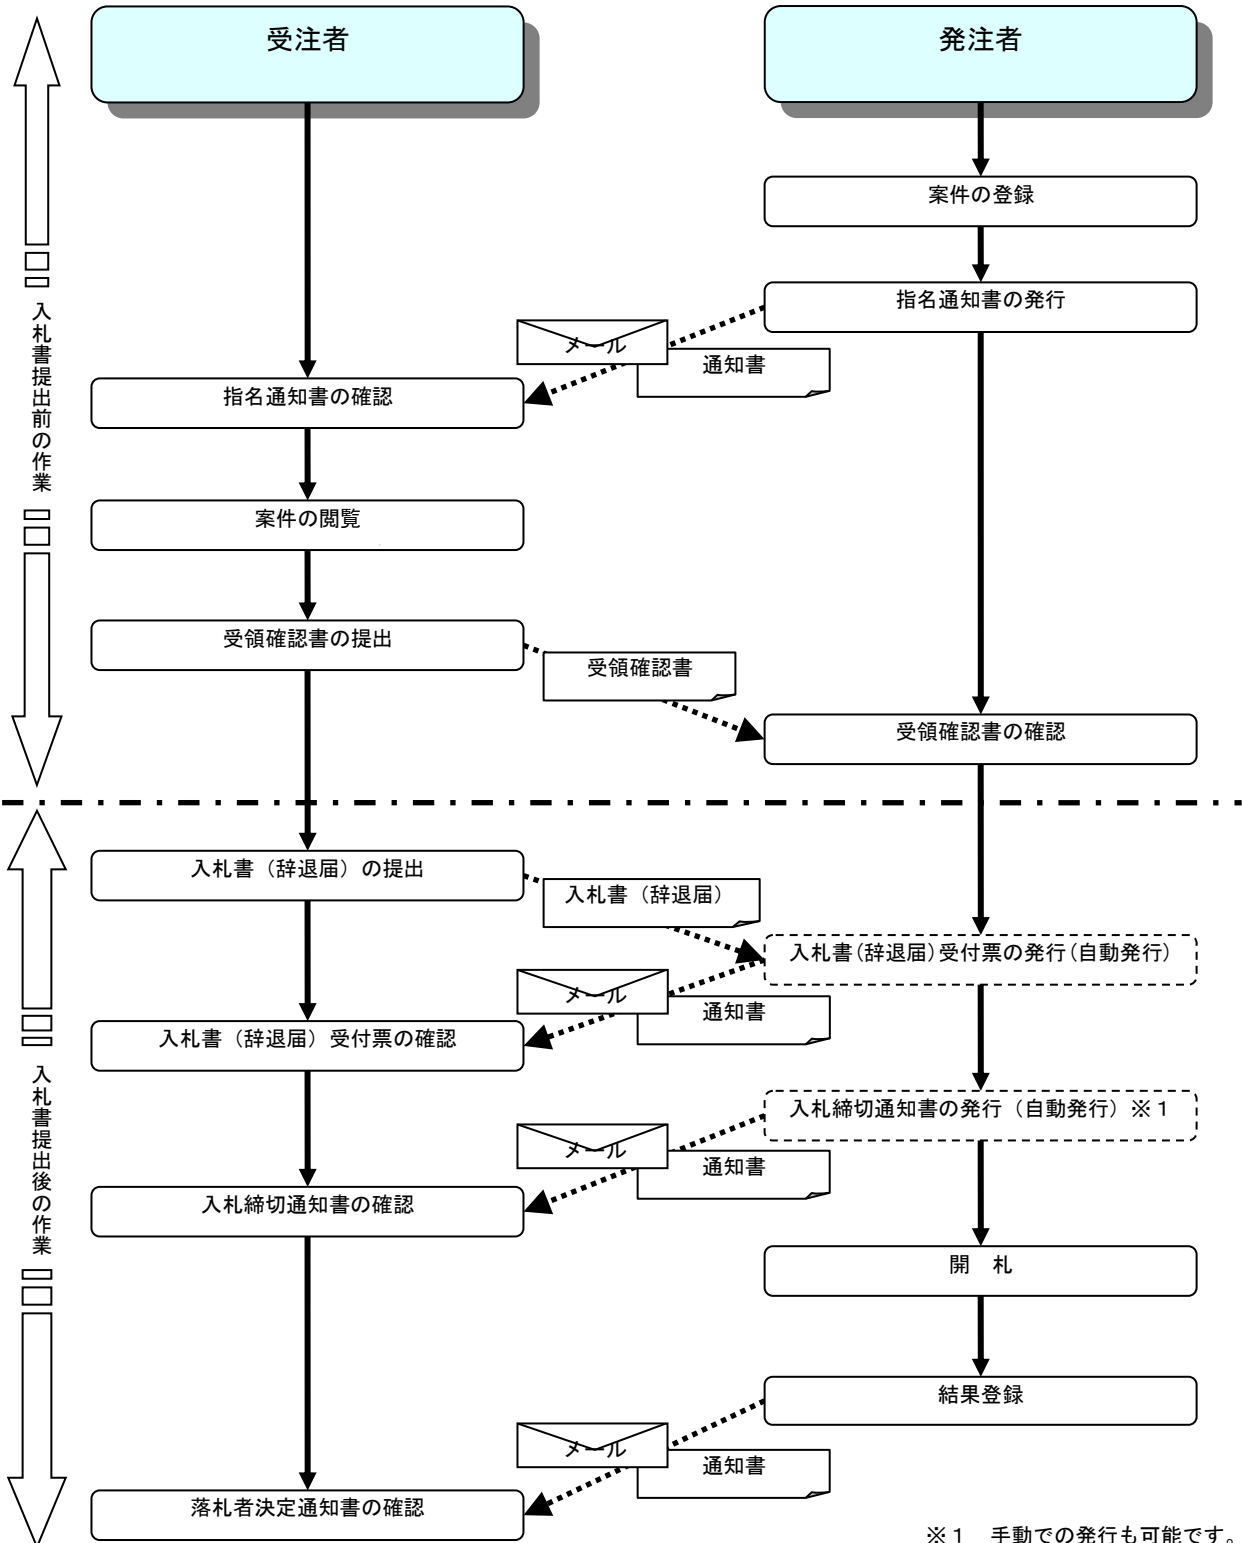 受注者
発注者
案件の登録
指名通知書の発行
メール
通知書
指名通知書の確認
入札書提出前の作業
案件の閲覧
受領確認書の提出
受領確認書
受領確認書の確認
入札書（辞退届）の提出
入札書（辞退届）
入札書(辞退届)受付票の発行(自動発行)
メール
通知書
入札書（辞退届）受付票の確認
入札書提出後の作業
入札締切通知書の発行（自動発行）※１
メール
通知書
入札締切通知書の確認
開　札
結果登録
メール
通知書
落札者決定通知書の確認
※１　手動での発行も可能です。